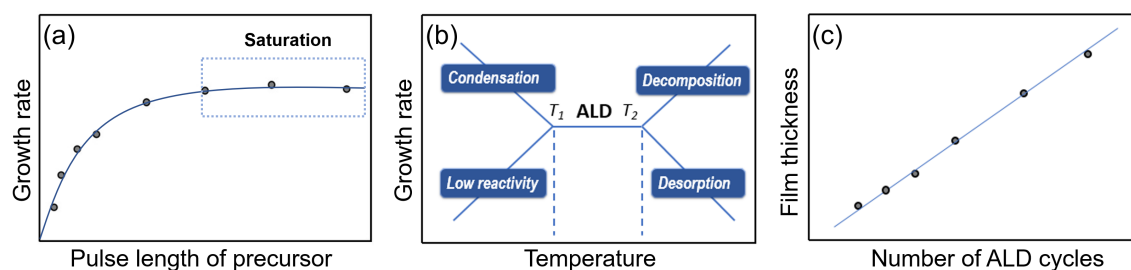 (a)
Saturation
Growth rate
Pulse length of precursor
(b)
Condensation
Decomposition
T1 ALD T2
Low reactivity
Desorption
Growth rate
Temperature
(c)
Film thickness
Number of ALD cycles